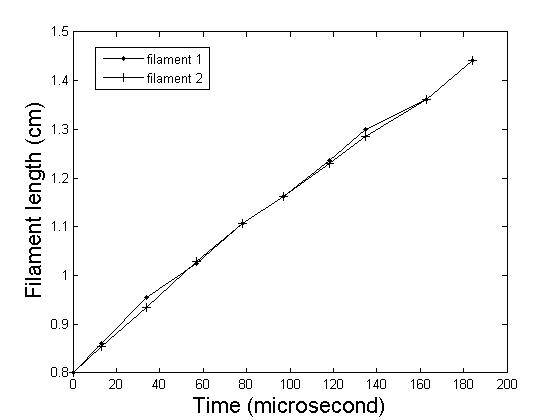 1.5
filament 1
filament 2
1.4
1.3
1.2
1.1
1
0.9
0.8
Filament length (cm)
0 20 40 60 80 100 120 140 160 180 200
Time (microsecond)